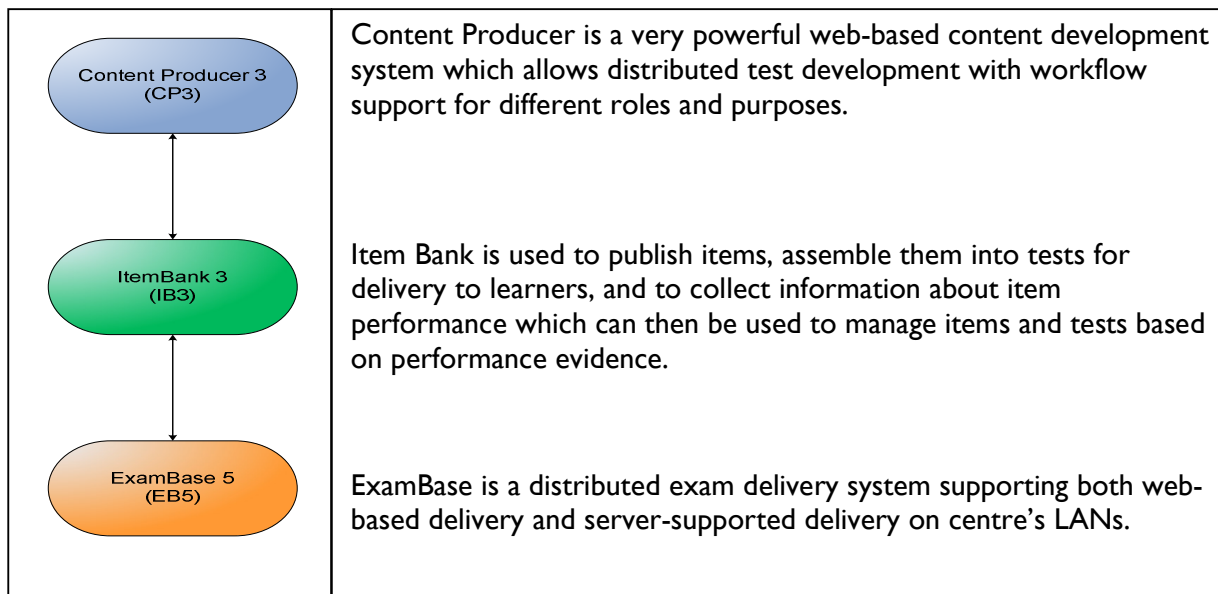 Content Producer 3
(CP3)
Content Producer is a very powerful web-based content development
system which allows distributed test development with workflow
support for different roles and purposes.
ItemBank 3
(IB3)
Item Bank is used to publish items, assemble them into tests for
delivery to learners, and to collect information about item
performance which can then be used to manage items and tests based
on performance evidence.
ExamBase 5
(EB5)
ExamBase is a distributed exam delivery system supporting both web-
based delivery and server-supported delivery on centre’s LANs.